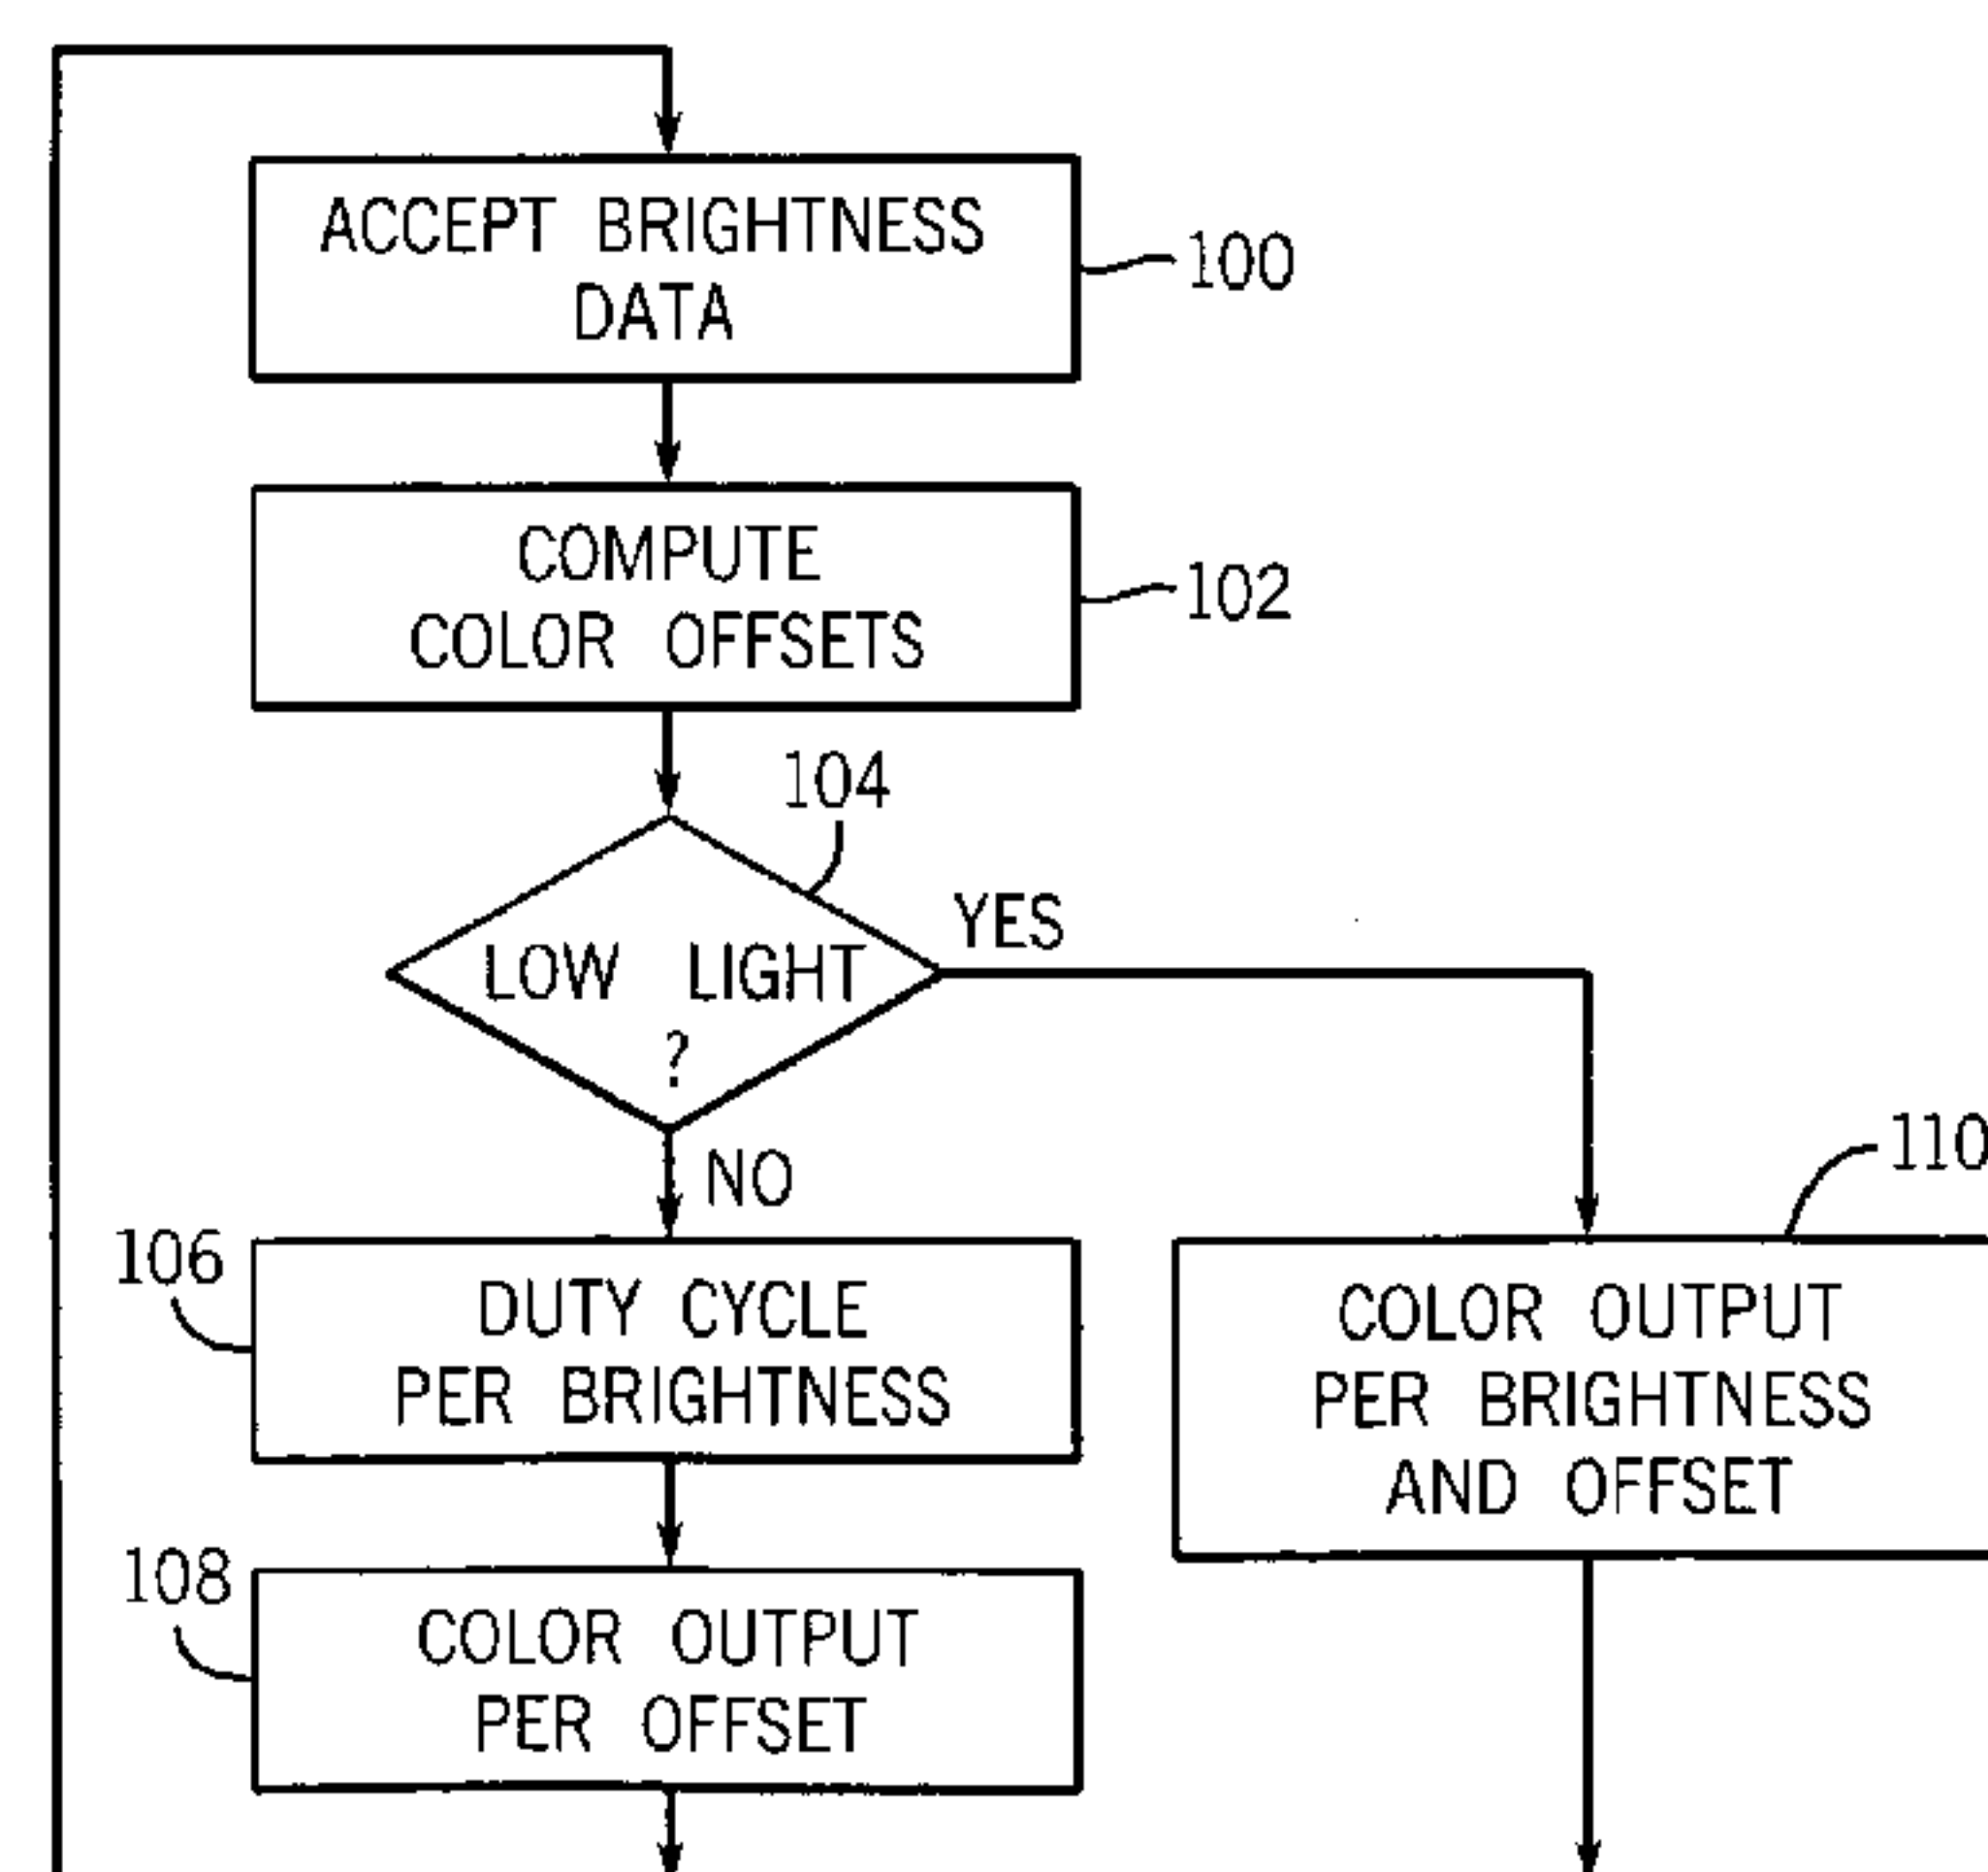 ACCEPT BRIGHTNESS
DATA
100
COMPUTE
COLOR OFFSETS
102
104
LOW LIGHT
?
YES
NO
106
DUTY CYCLE
PER BRIGHTNESS
110
COLOR OUTPUT
PER BRIGHTNESS
AND OFFSET
108
COLOR OUTPUT
PER OFFSET